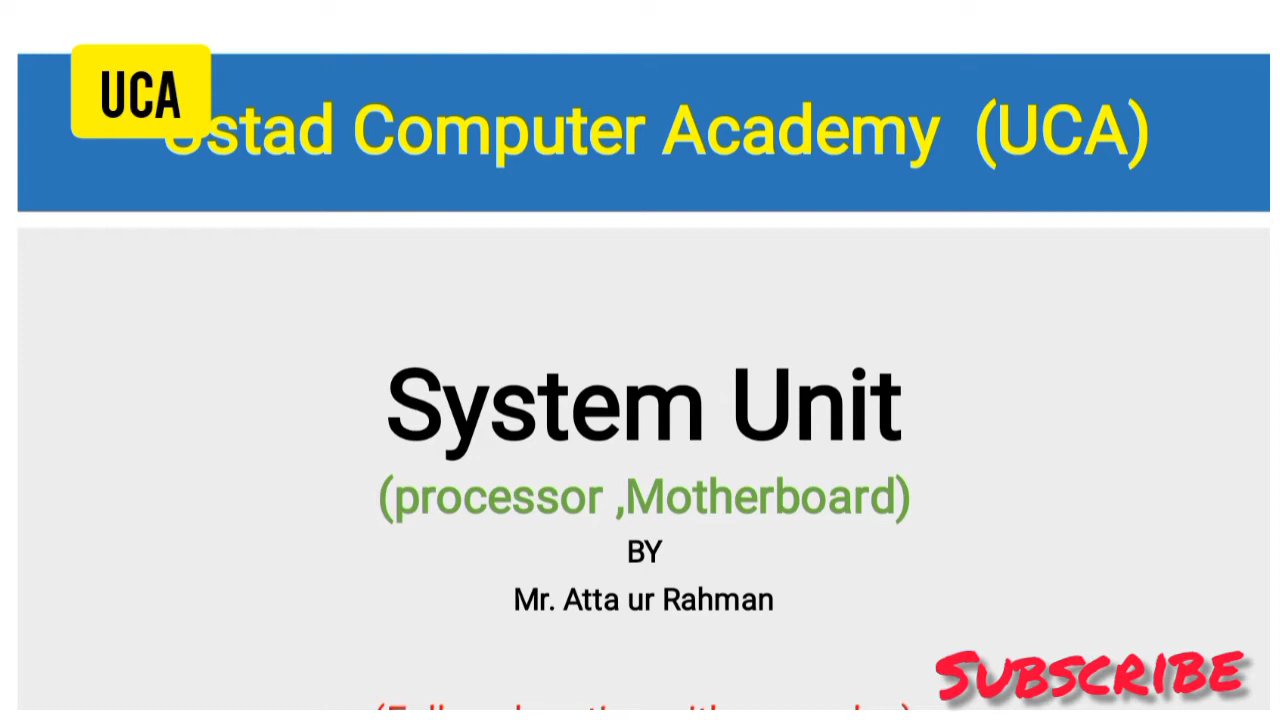 UCA
Ustad Computer Academy (UCA)
System Unit
(processor ,Motherboard)
BY
Mr. Atta ur Rahman
SUBSCRIBE